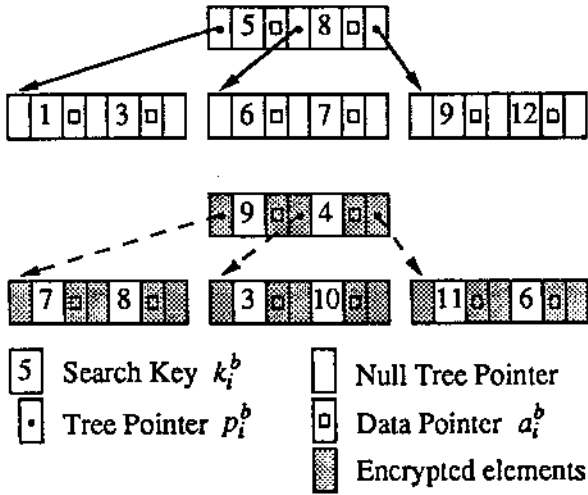 5 8
1 3 6 7 9 12
9 4
7 8 3 10 11 6
5 Search Key k_i^b
Null Tree Pointer
Tree Pointer p_i^b
Data Pointer a_i^b
Encrypted elements